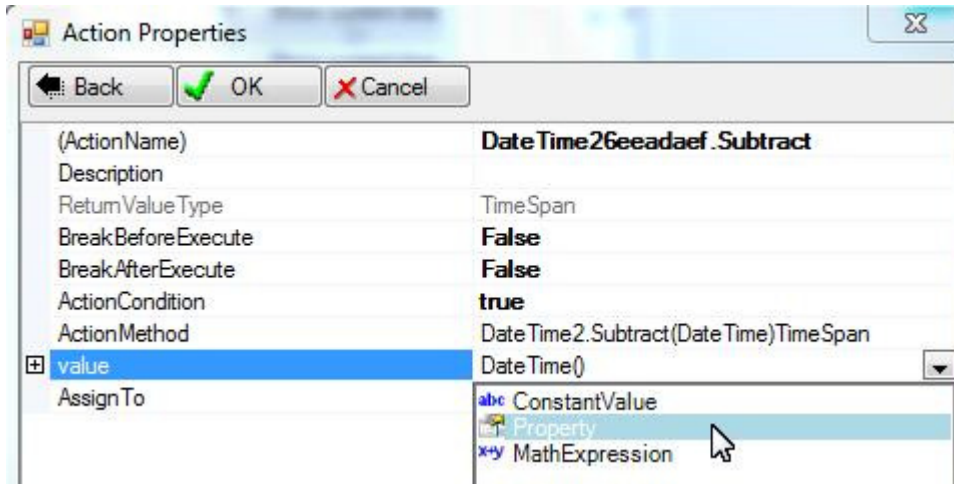 Action Properties
Back OK Cancel
(ActionName) DateTime26eeadaef.Subtract
Description
ReturnValueType TimeSpan
BreakBeforeExecute False
BreakAfterExecute False
ActionCondition true
ActionMethod DateTime2.Subtract(DateTime)TimeSpan
value DateTime()
AssignTo abc ConstantValue
Property
x+y MathExpression